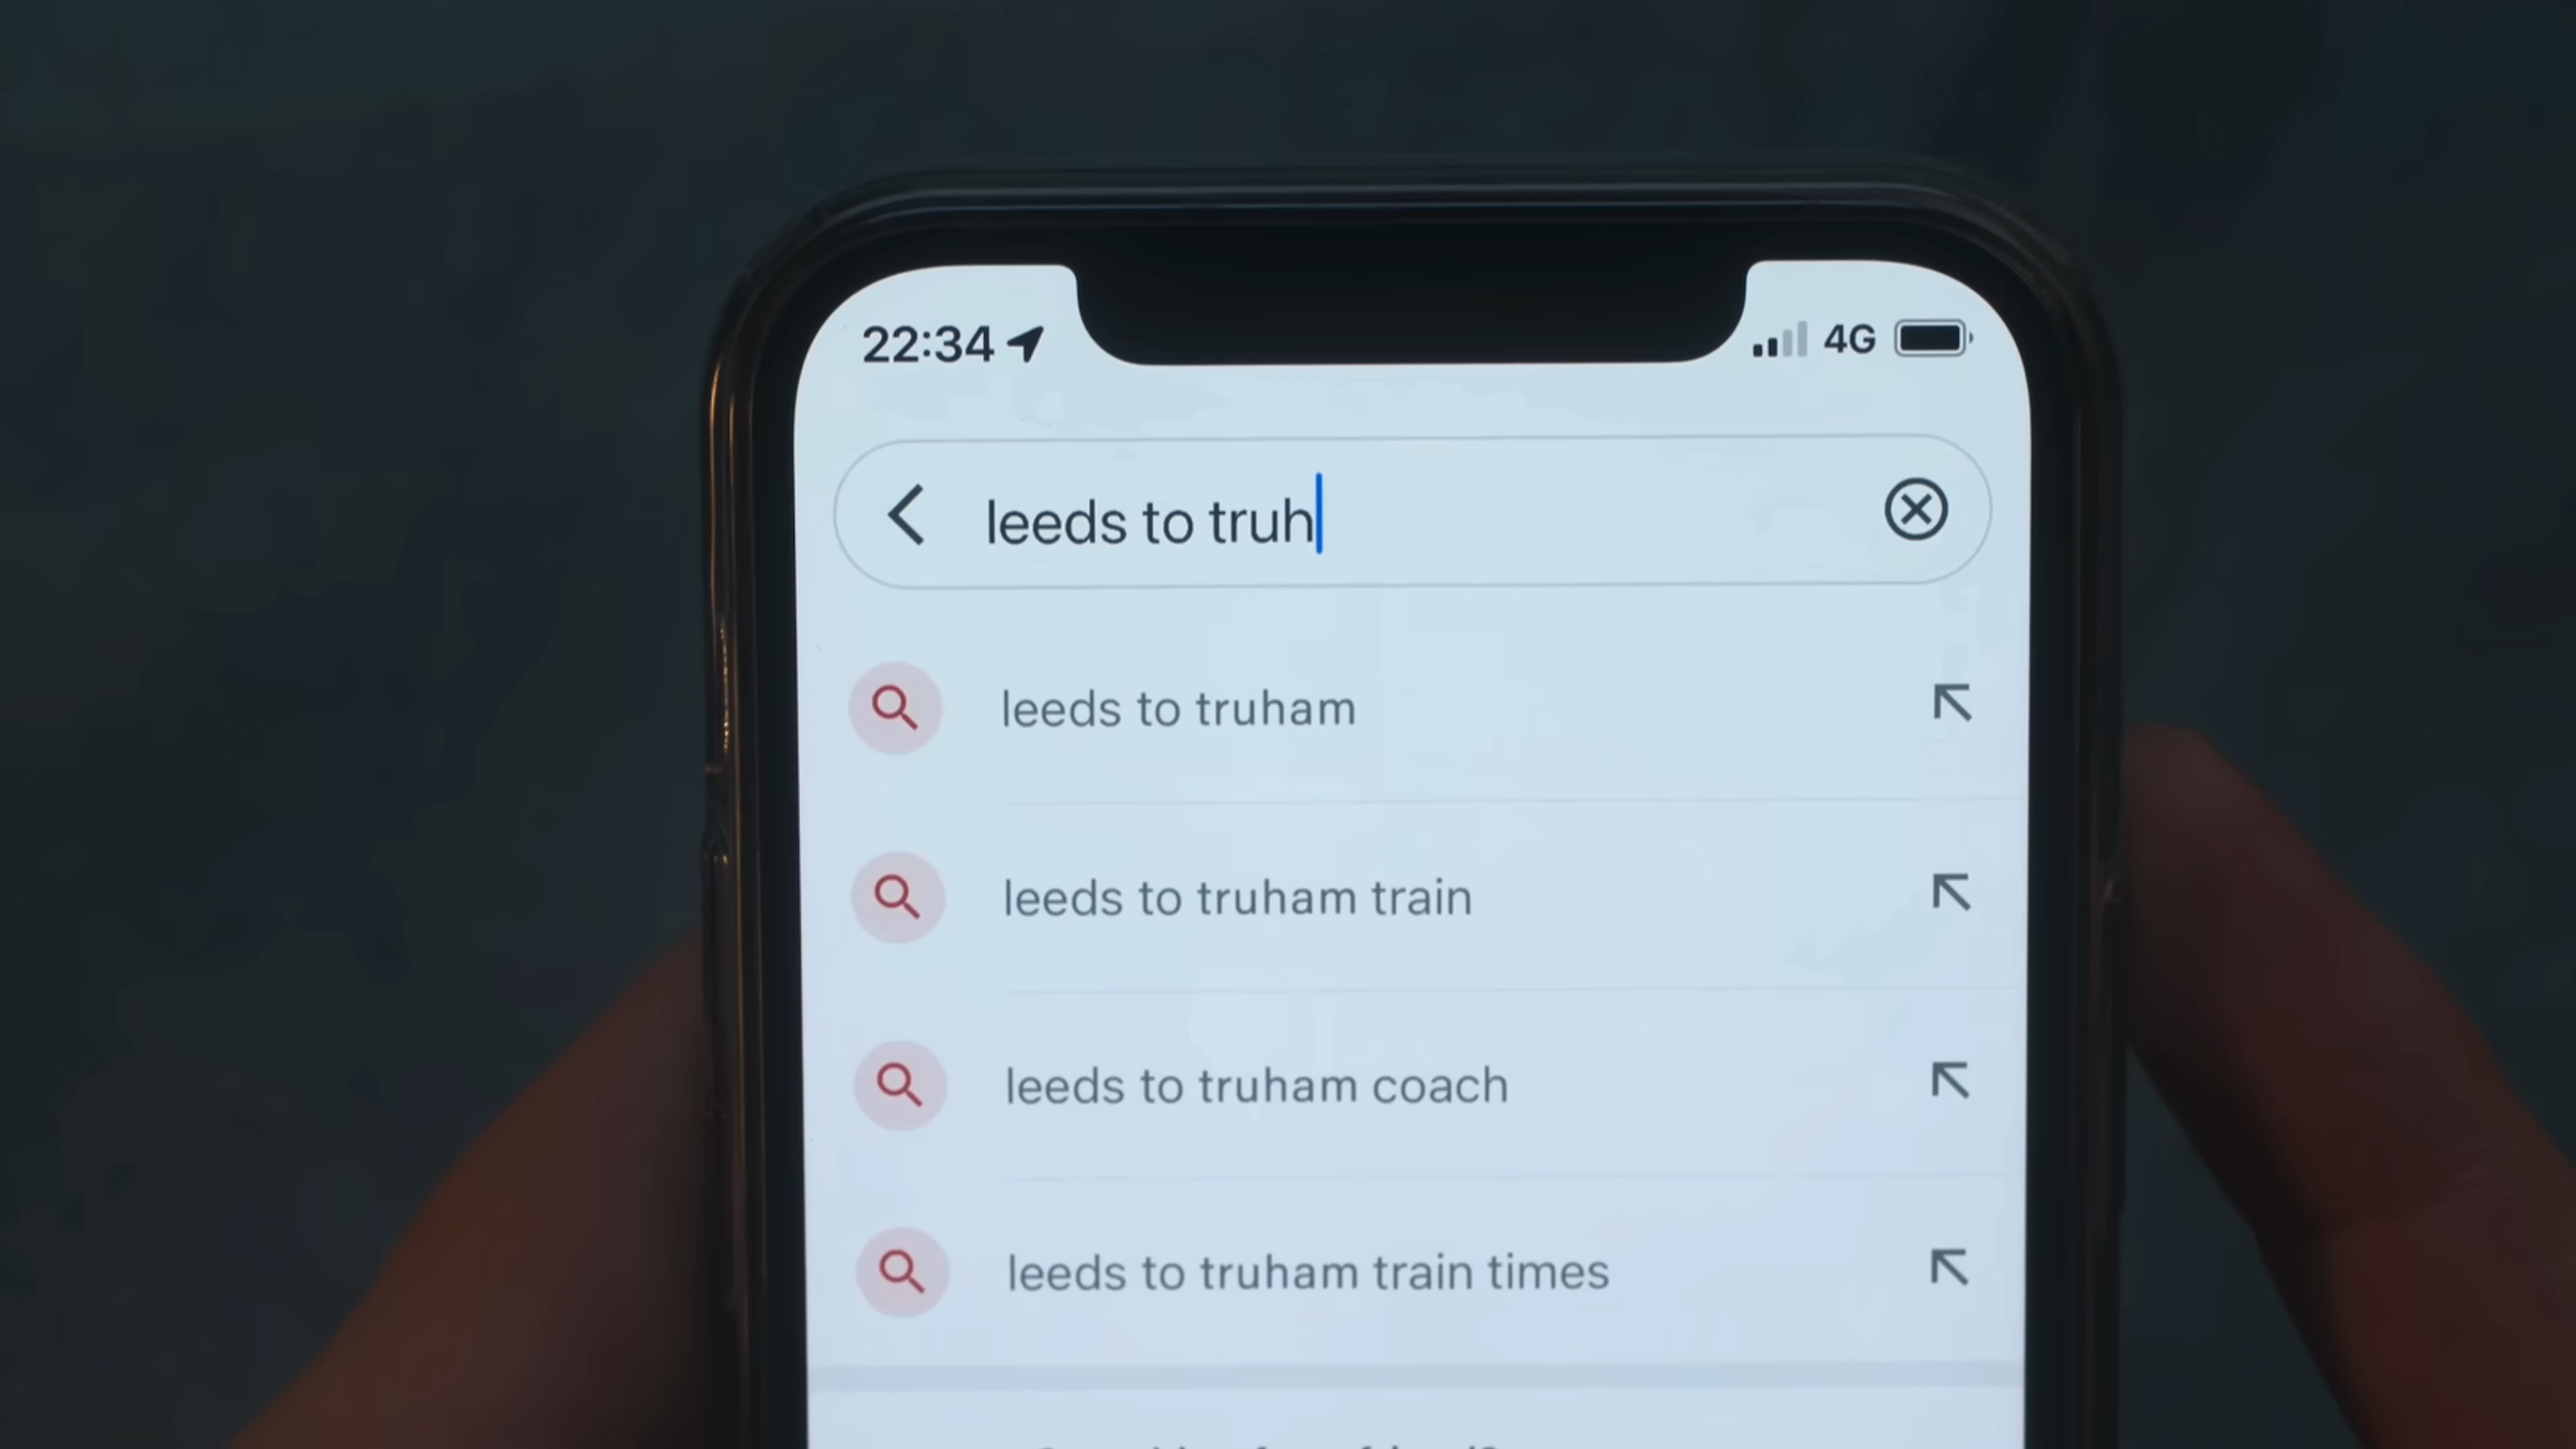 22:34 4G
leeds to truh
leeds to truham
leeds to truham train
leeds to truham coach
leeds to truham train times